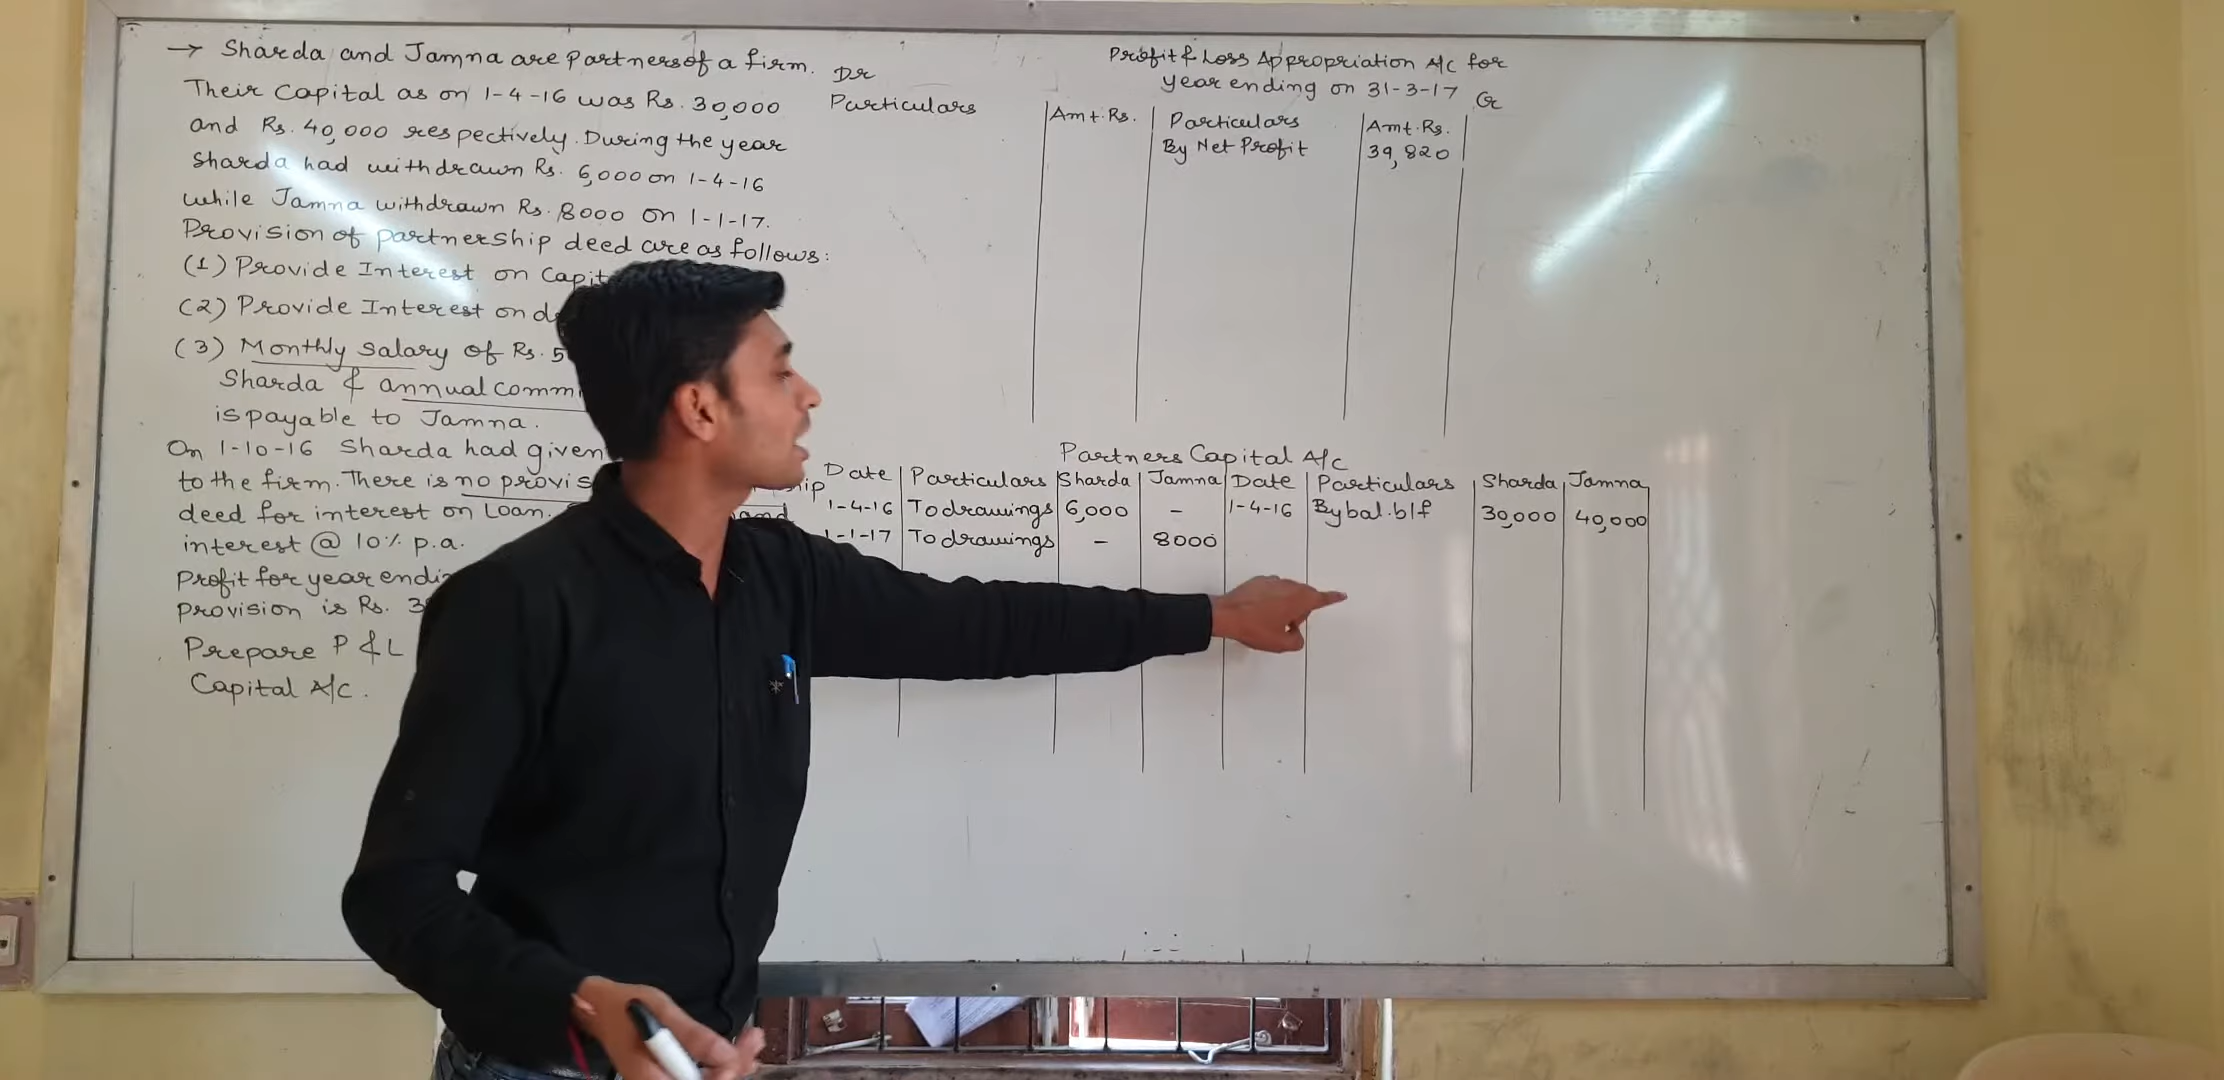 → Sharda and Jamna are partners of a firm.
Their Capital as on 1-4-16 was Rs. 30,000
and Rs. 40,000 respectively. During the year
Sharda had withdrawn Rs. 6,000 on 1-4-16
while Jamna withdrawn Rs. 8000 on 1-1-17.
Provision of partnership deed are as follows:
(1) Provide Interest on Capit
(2) Provide Interest on d
(3) Monthly salary of Rs. 5
Sharda & annual comm
is payable to Jamna.
On 1-10-16 Sharda had given
to the firm. There is no provis ip
deed for interest on Loan. and
interest @ 10% p.a.
Profit for year endi
provision is Rs. 3
Prepare P & L
Capital A/c.
Profit & Loss Appropriation A/c for
year ending on 31-3-17
Dr Cr
Particulars Amt. Rs. Particulars Amt. Rs.
By Net Profit 39,820
Partners Capital A/c
Date Particulars Sharda Jamna Date Particulars Sharda Jamna
1-4-16 To drawings 6,000 - 1-4-16 By bal. b/f 30,000 40,000
1-1-17 To drawings - 8000